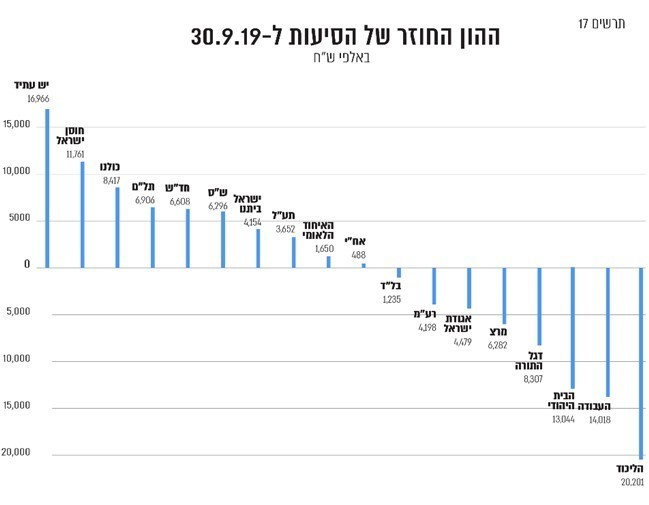 תרשים 17
ההון החוזר של הסיעות ל-30.9.19
באלפי ש"ח
יש עתיד
16,966
חוסן
ישראל
11,761
כולנו
8,417
תל"ם
6,906
חד"ש
6,608
ש"ס
6,296
ישראל
ביתנו
4,154
תע"ל
3,652
האיחוד
הלאומי
1,650
אח"י
488
בל"ד
1,235
רע"מ
4,198
אגודת
ישראל
4,479
מרצ
6,282
דגל
התורה
8,307
הבית
היהודי
13,044
העבודה
14,018
הליכוד
20,201
15,000
10,000
5000
0
5,000
10,000
15,000
20,000